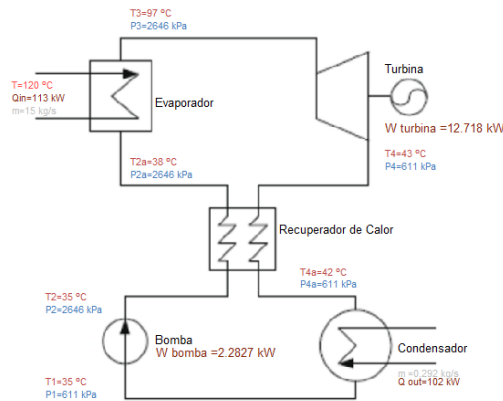 T3=97 ºC
P3=2646 kPa
Turbina
T=120 ºC
Qin=113 kW
m=15 kg/s
Evaporador
W turbina =12.718 kW
T2a=38 ºC
P2a=2646 kPa
T4=43 ºC
P4=611 kPa
Recuperador de Calor
T4a=42 ºC
P4a=611 kPa
T2=35 ºC
P2=2646 kPa
Bomba
W bomba =2.2827 kW
Condensador
m =0.292 kg/s
Q out=102 kW
T1=35 ºC
P1=611 kPa